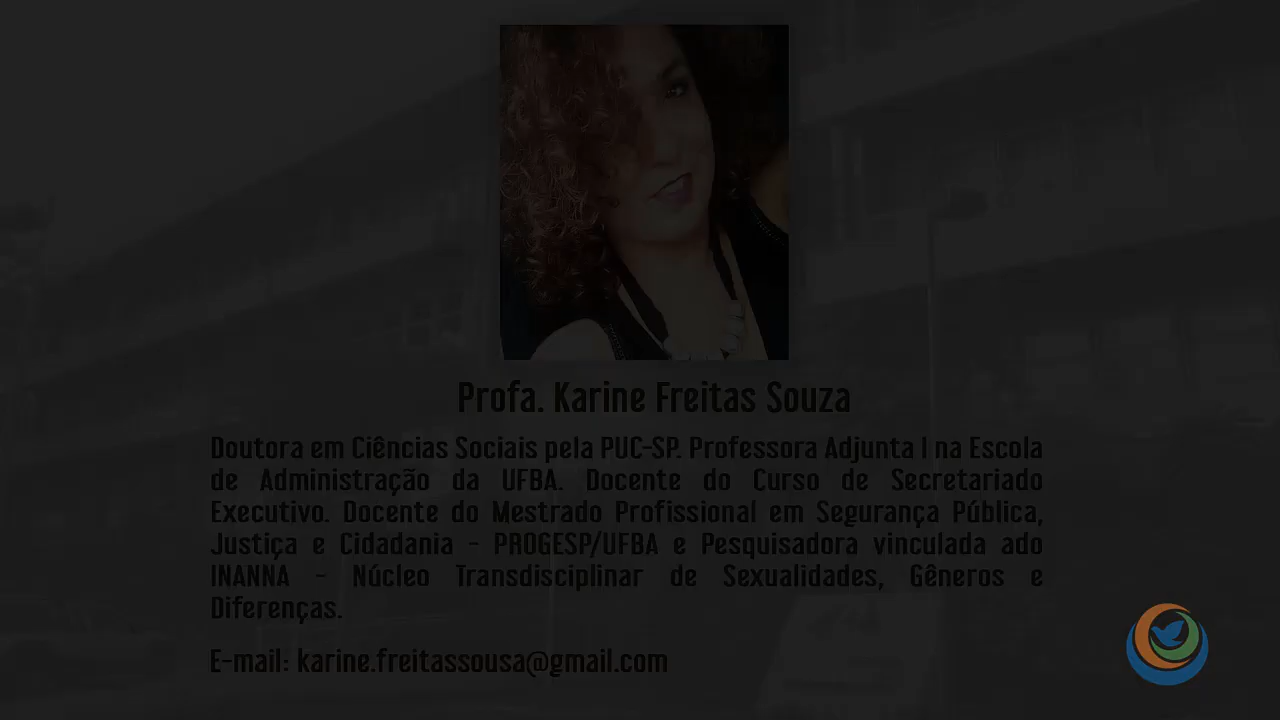 Profa. Karine Freitas Souza
Doutora em Ciências Sociais pela PUC-SP. Professora Adjunta I na Escola
de Administração da UFBA. Docente do Curso de Secretariado
Executivo. Docente do Mestrado Profissional em Segurança Pública,
Justiça e Cidadania - PROGESP/UFBA e Pesquisadora vinculada ado
INANNA - Núcleo Transdisciplinar de Sexualidades, Gêneros e
Diferenças.
E-mail: karine.freitassousa@gmail.com